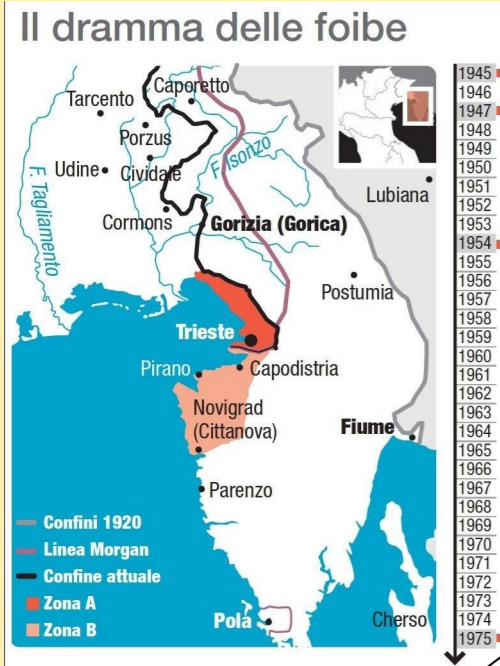 Il dramma delle foibe
Tarcento
Caporetto
Porzus
Udine
Cividale
F. Isonzo
F. Tagliamento
Lubiana
Cormons
Gorizia (Gorica)
Postumia
Trieste
Pirano
Capodistria
Novigrad
(Cittanova)
Fiume
Parenzo
Confini 1920
Linea Morgan
Confine attuale
Zona A
Zona B
Pola
Cherso
1945
1946
1947
1948
1949
1950
1951
1952
1953
1954
1955
1956
1957
1958
1959
1960
1961
1962
1963
1964
1965
1966
1967
1968
1969
1970
1971
1972
1973
1974
1975